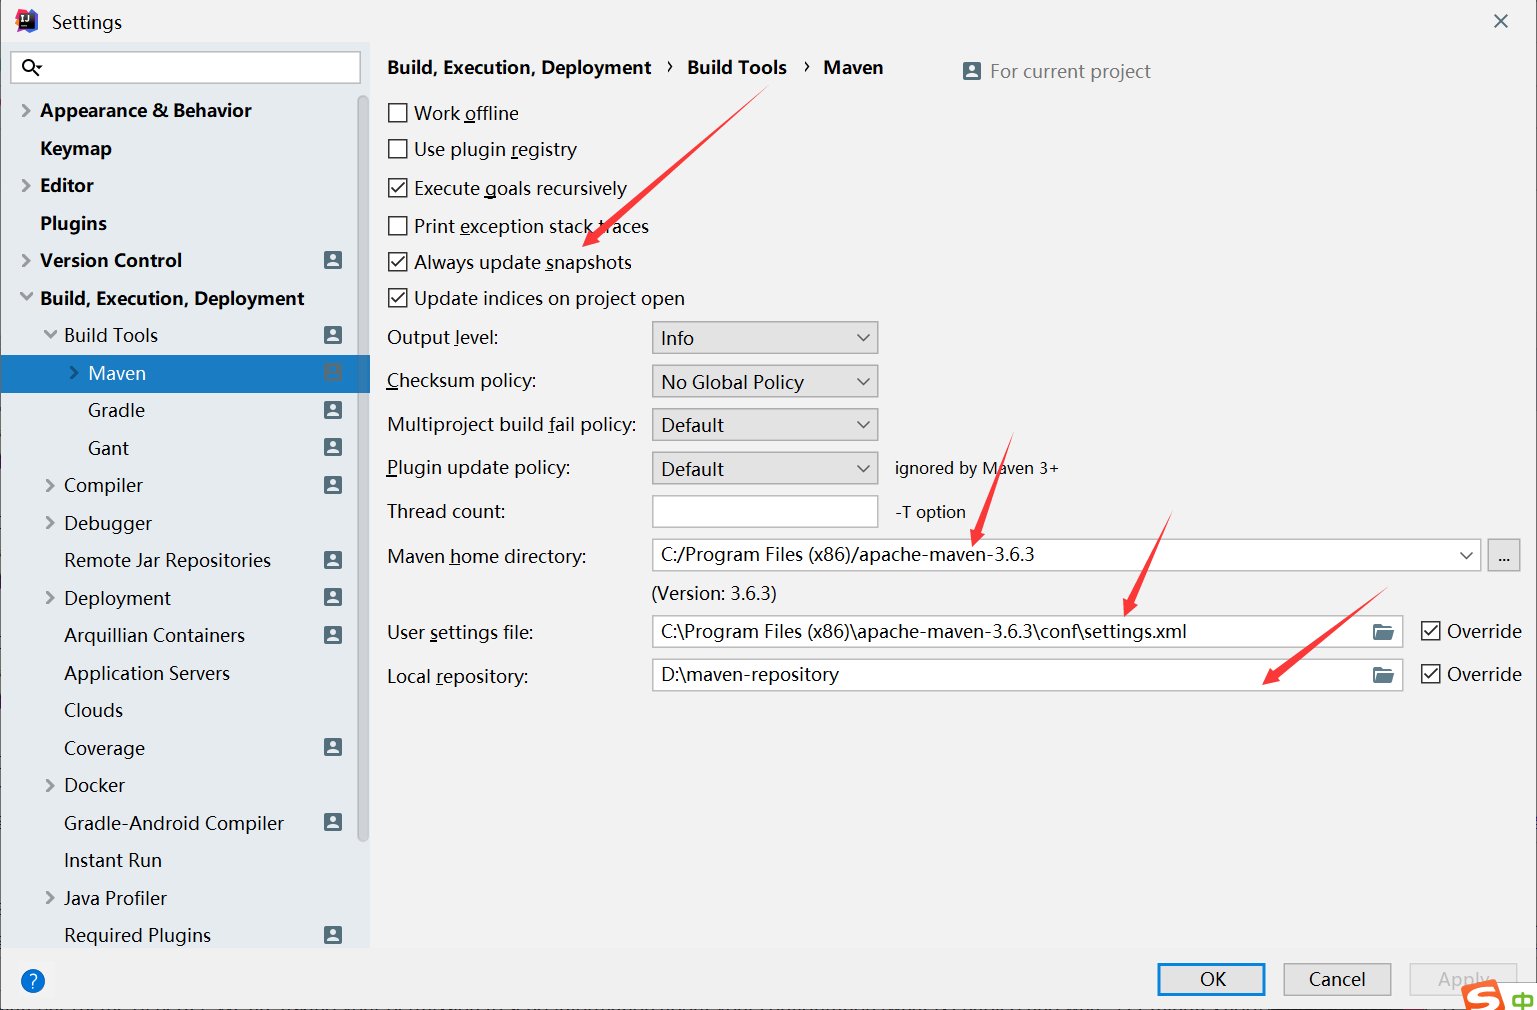 Settings
Build, Execution, Deployment › Build Tools › Maven
For current project
Appearance & Behavior
Keymap
Editor
Plugins
Version Control
Build, Execution, Deployment
Build Tools
Maven
Gradle
Gant
Compiler
Debugger
Remote Jar Repositories
Deployment
Arquillian Containers
Application Servers
Clouds
Coverage
Docker
Gradle-Android Compiler
Instant Run
Java Profiler
Required Plugins
Work offline
Use plugin registry
Execute goals recursively
Print exception stack traces
Always update snapshots
Update indices on project open
Output level: Info
Checksum policy: No Global Policy
Multiproject build fail policy: Default
Plugin update policy: Default ignored by Maven 3+
Thread count: -T option
Maven home directory: C:/Program Files (x86)/apache-maven-3.6.3 ...
(Version: 3.6.3)
User settings file: C:\Program Files (x86)\apache-maven-3.6.3\conf\settings.xml Override
Local repository: D:\maven-repository Override
? OK Cancel Apply
中